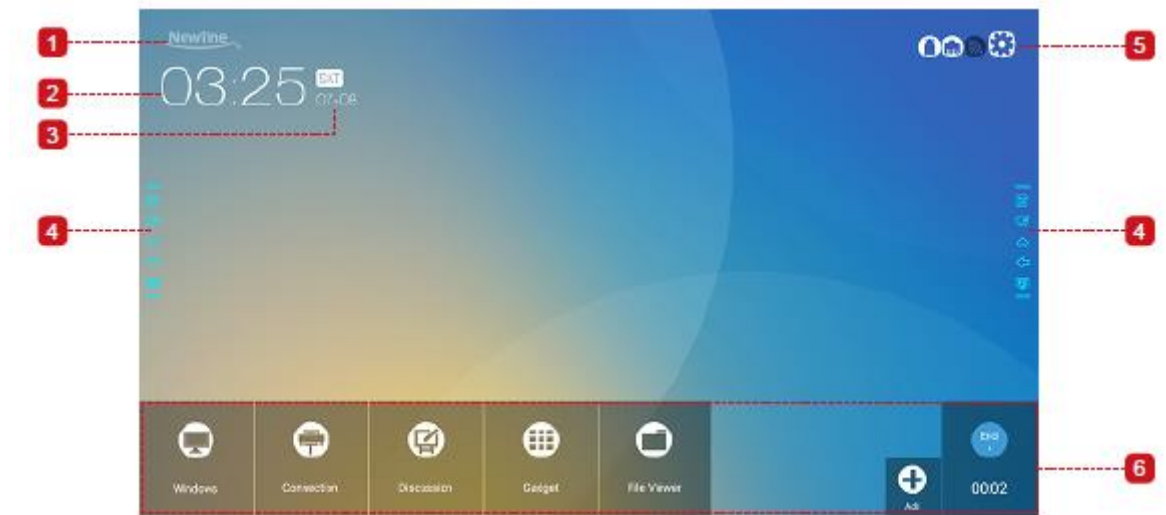 1
Newline
5
2
03:25 SAT
07-08
3
4
4
Windows
Connection
Discussion
Gadget
File Viewer
Add
END
00:02
6